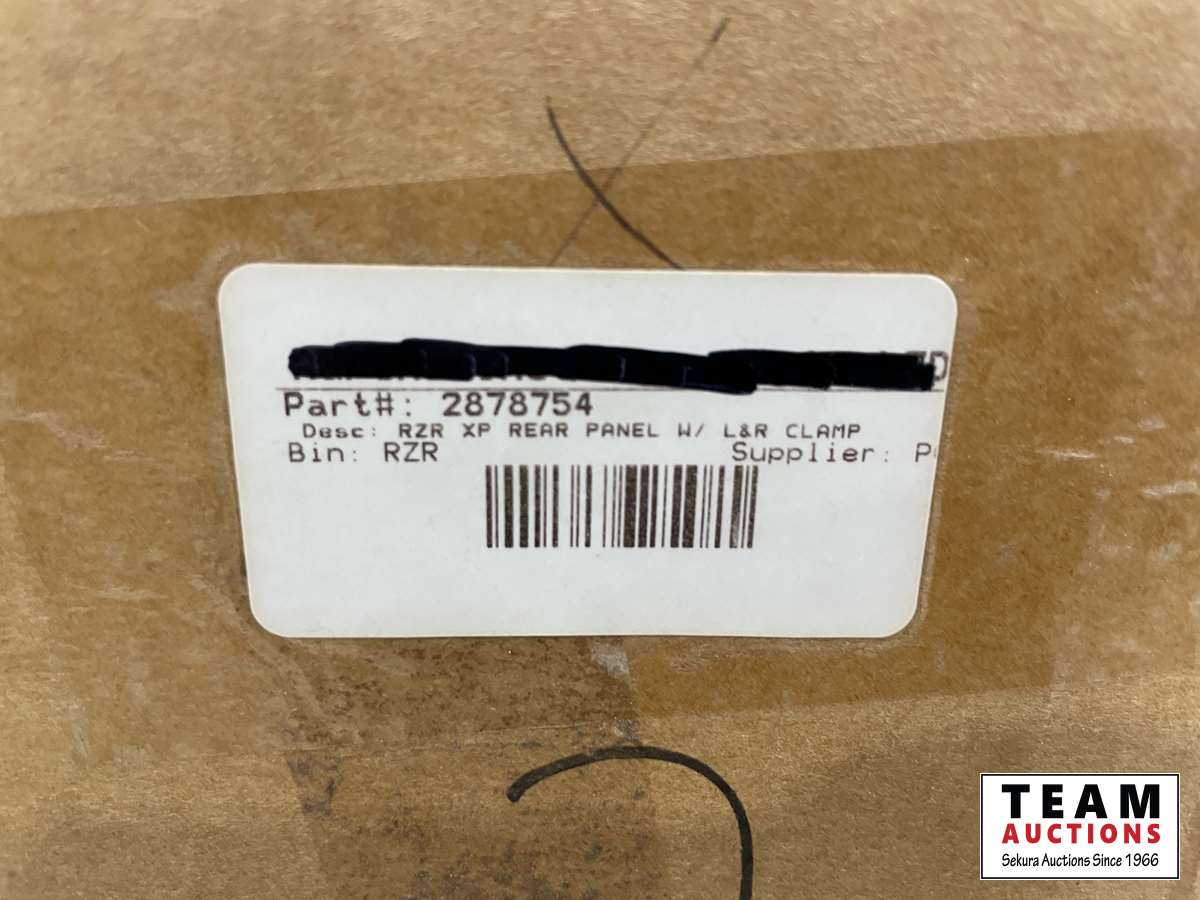 Part#: 2878754
Desc: RZR XP REAR PANEL W/ L&R CLAMP
Bin: RZR Supplier:
TEAM
AUCTIONS
Sekura Auctions Since 1966